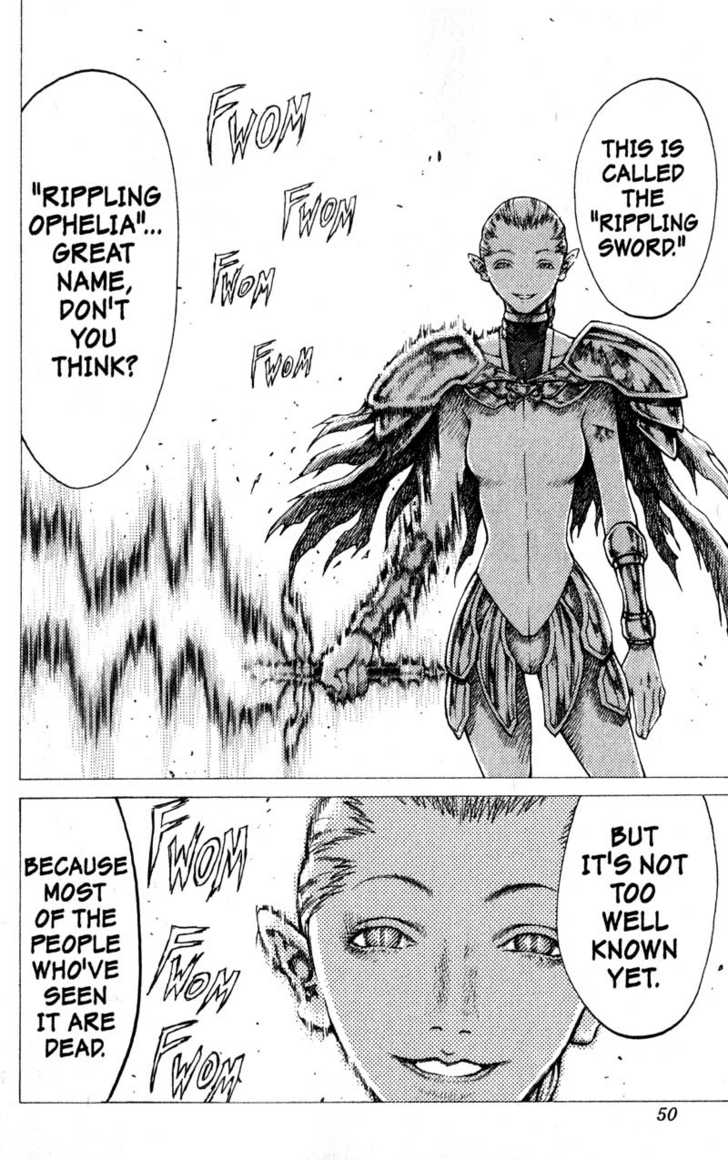 THIS IS
CALLED
THE
"RIPPLING
SWORD."
"RIPPLING
OPHELIA"...
GREAT
NAME,
DON'T
YOU
THINK?
FWOM
FWOM
FWOM
FWOM
BUT
IT'S NOT
TOO
WELL
KNOWN
YET.
BECAUSE
MOST
OF THE
PEOPLE
WHO'VE
SEEN
IT ARE
DEAD.
FWOM
FWOM
FWOM
50